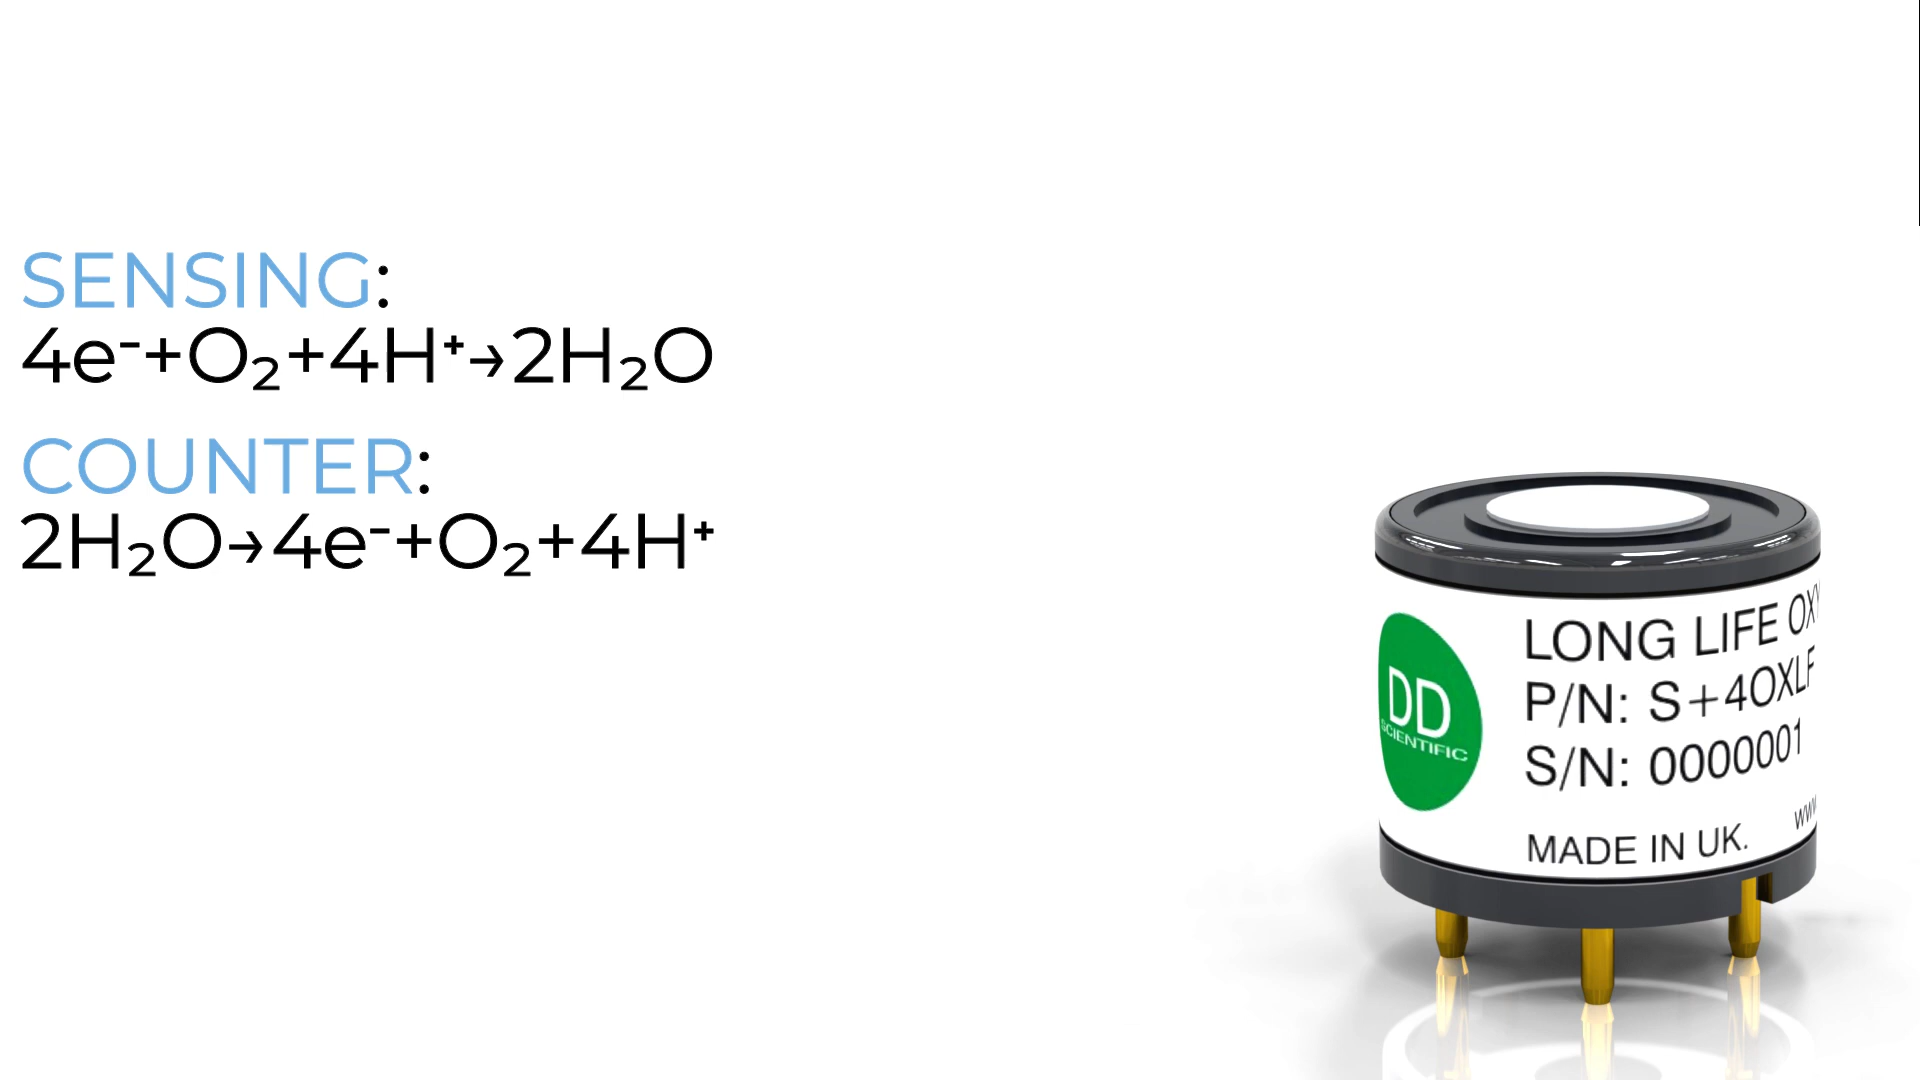 SENSING:
4e⁻+O₂+4H⁺→2H₂O
COUNTER:
2H₂O→4e⁻+O₂+4H⁺
LONG LIFE
P/N: S+4OXLF
S/N: 0000001
MADE IN UK.
DD
SCIENTIFIC